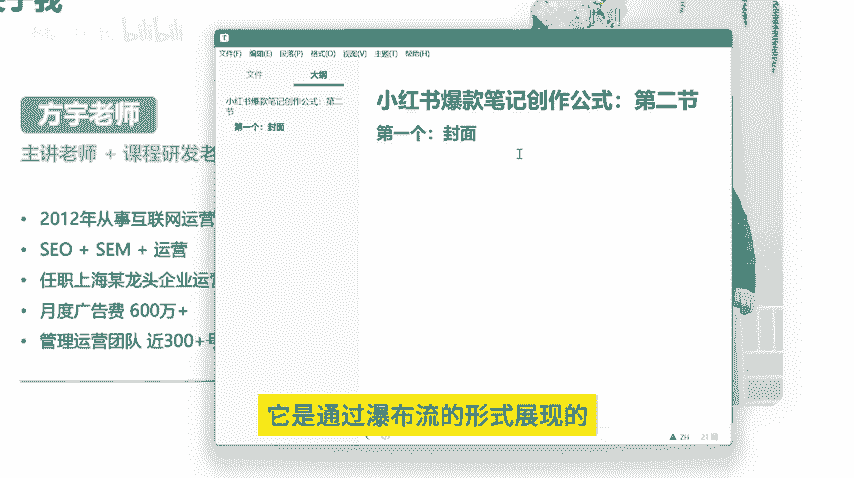 关于我
bilibili
方宇老师
主讲老师 + 课程研发老
• 2012年从事互联网运营
• SEO + SEM + 运营
• 任职上海某龙头企业运营
• 月度广告费 600万+
• 管理运营团队 近300+号
T
文件(F) 编辑(E) 段落(P) 格式(O) 视图(V) 主题(T) 帮助(H)
文件 大纲
小红书爆款笔记创作公式：第二
节
第一个：封面
小红书爆款笔记创作公式：第二节
第一个：封面
它是通过瀑布流的形式展现的